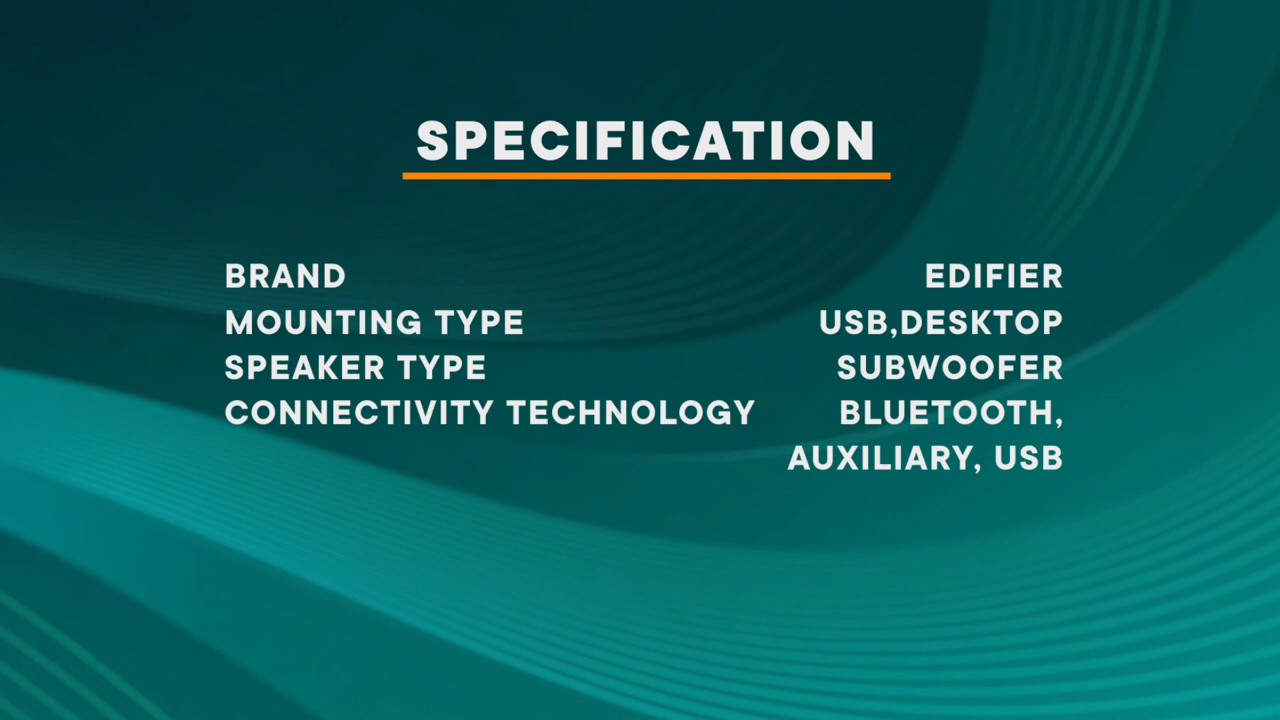 SPECIFICATION
BRAND EDIFIER
MOUNTING TYPE USB,DESKTOP
SPEAKER TYPE SUBWOOFER
CONNECTIVITY TECHNOLOGY BLUETOOTH,
AUXILIARY, USB